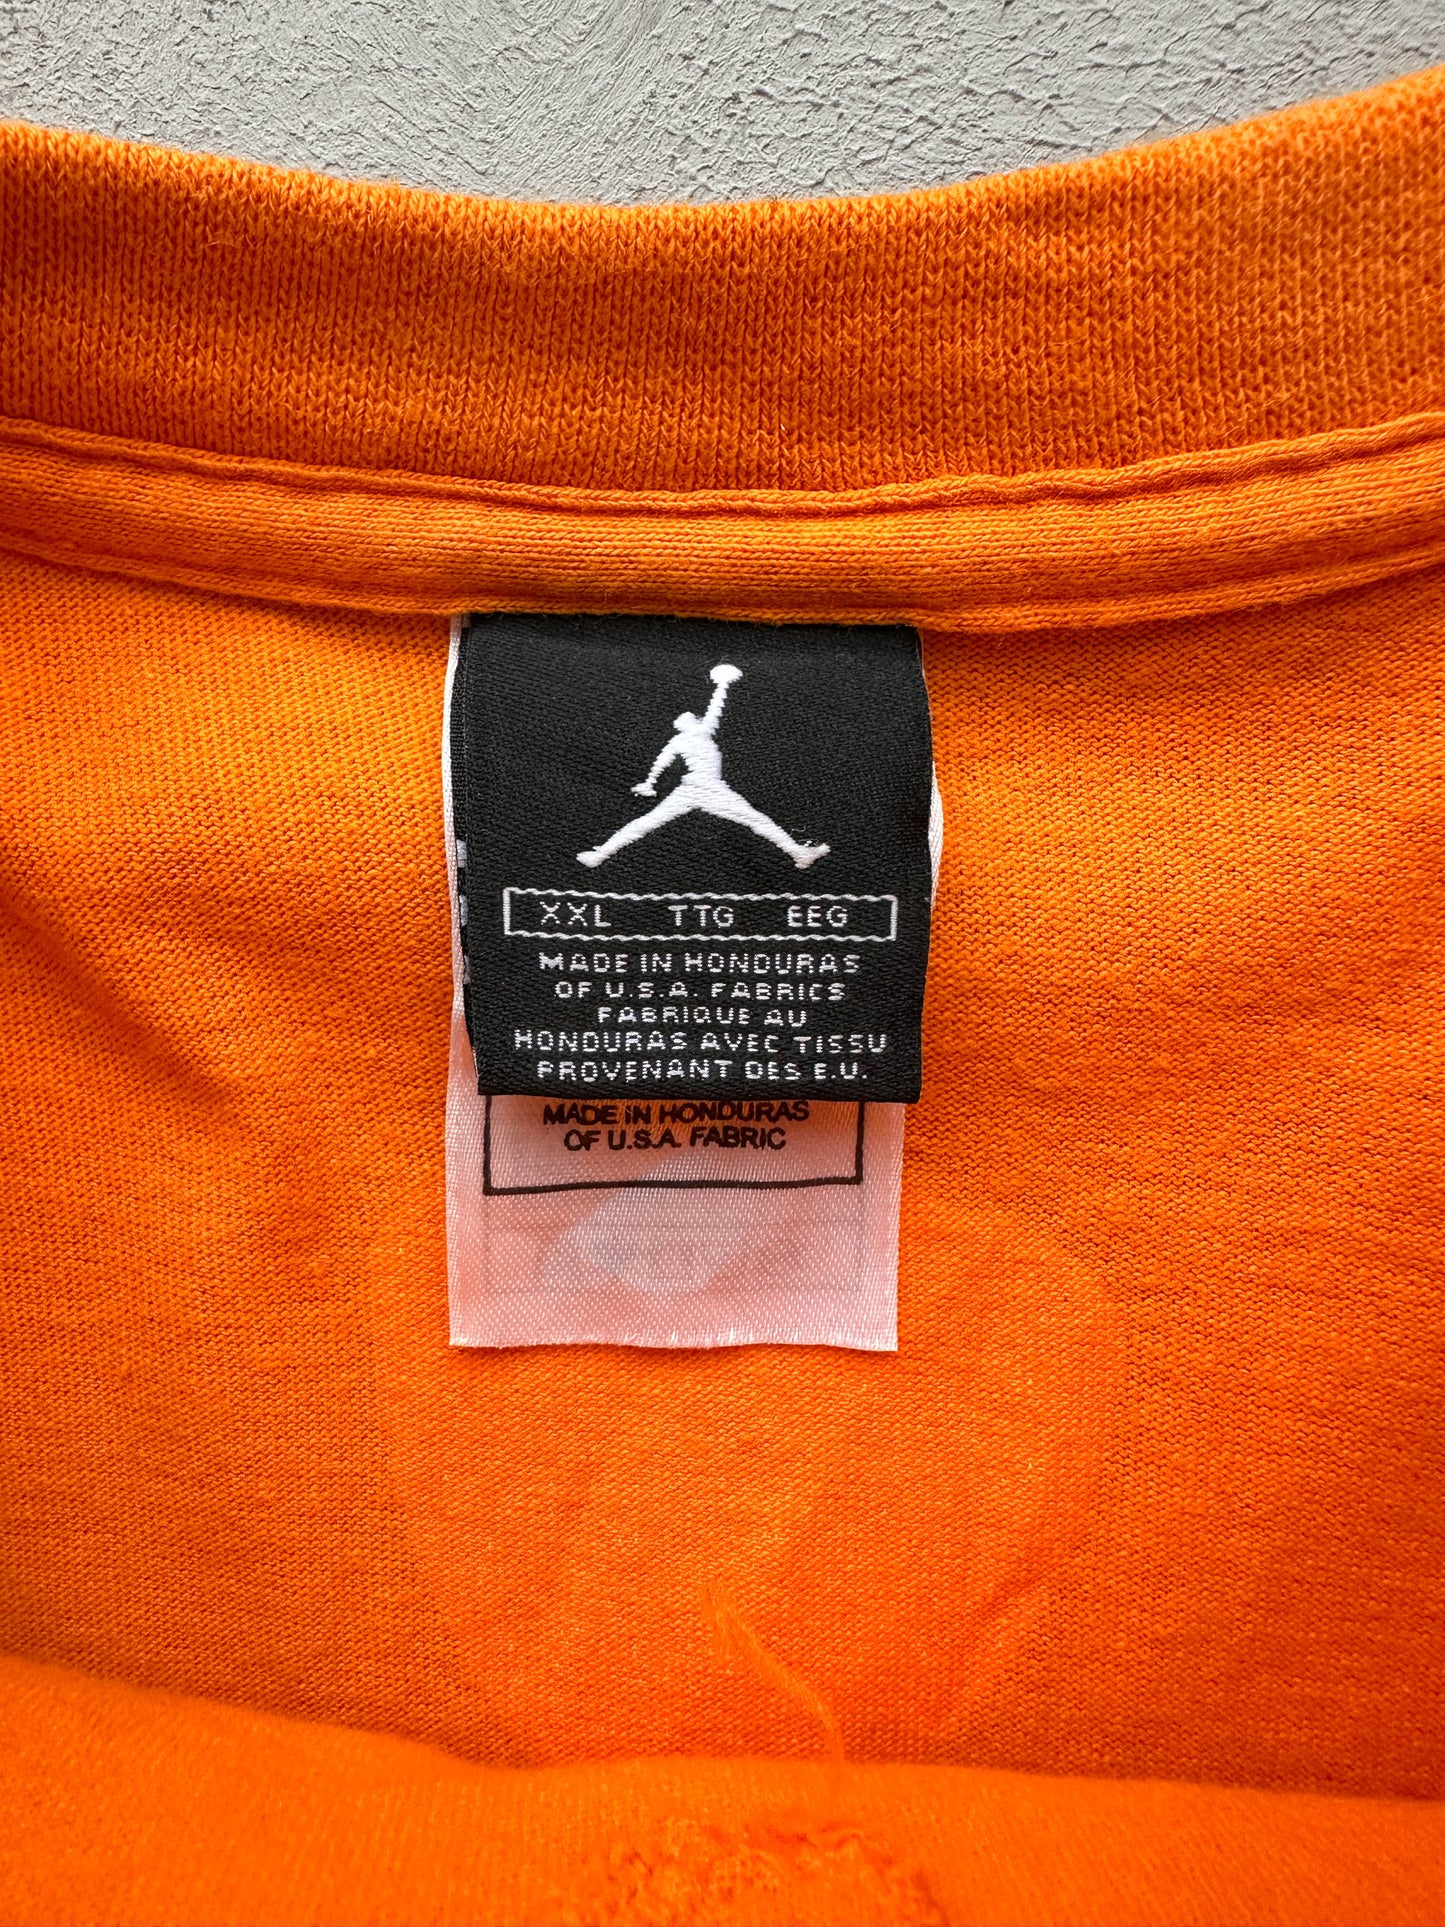 XXL TTG EEG
MADE IN HONDURAS
OF U.S.A. FABRICS
FABRIQUE AU
HONDURAS AVEC TISSU
PROVENANT DES E.U.
MADE IN HONDURAS
OF U.S.A. FABRIC